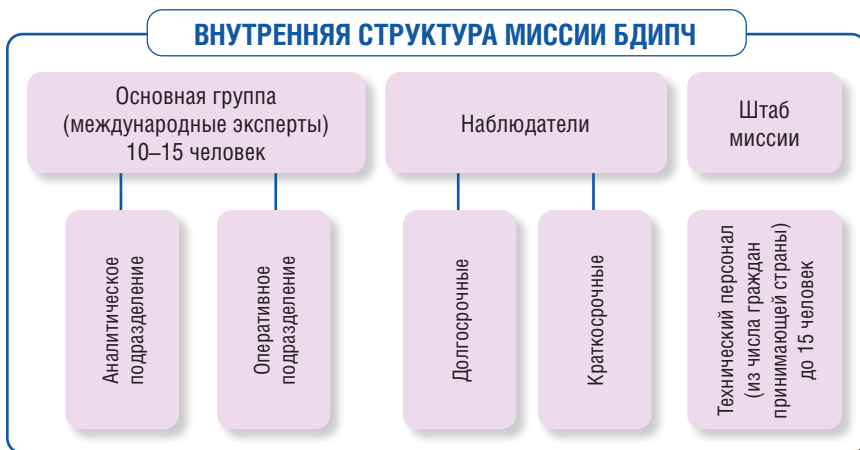 ВНУТРЕННЯЯ СТРУКТУРА МИССИИ БДИПЧ
Основная группа
(международные эксперты)
10–15 человек
Наблюдатели
Штаб
миссии
Аналитическое
подразделение
Оперативное
подразделение
Долгосрочные
Краткосрочные
Технический персонал
(из числа граждан
принимающей страны)
до 15 человек